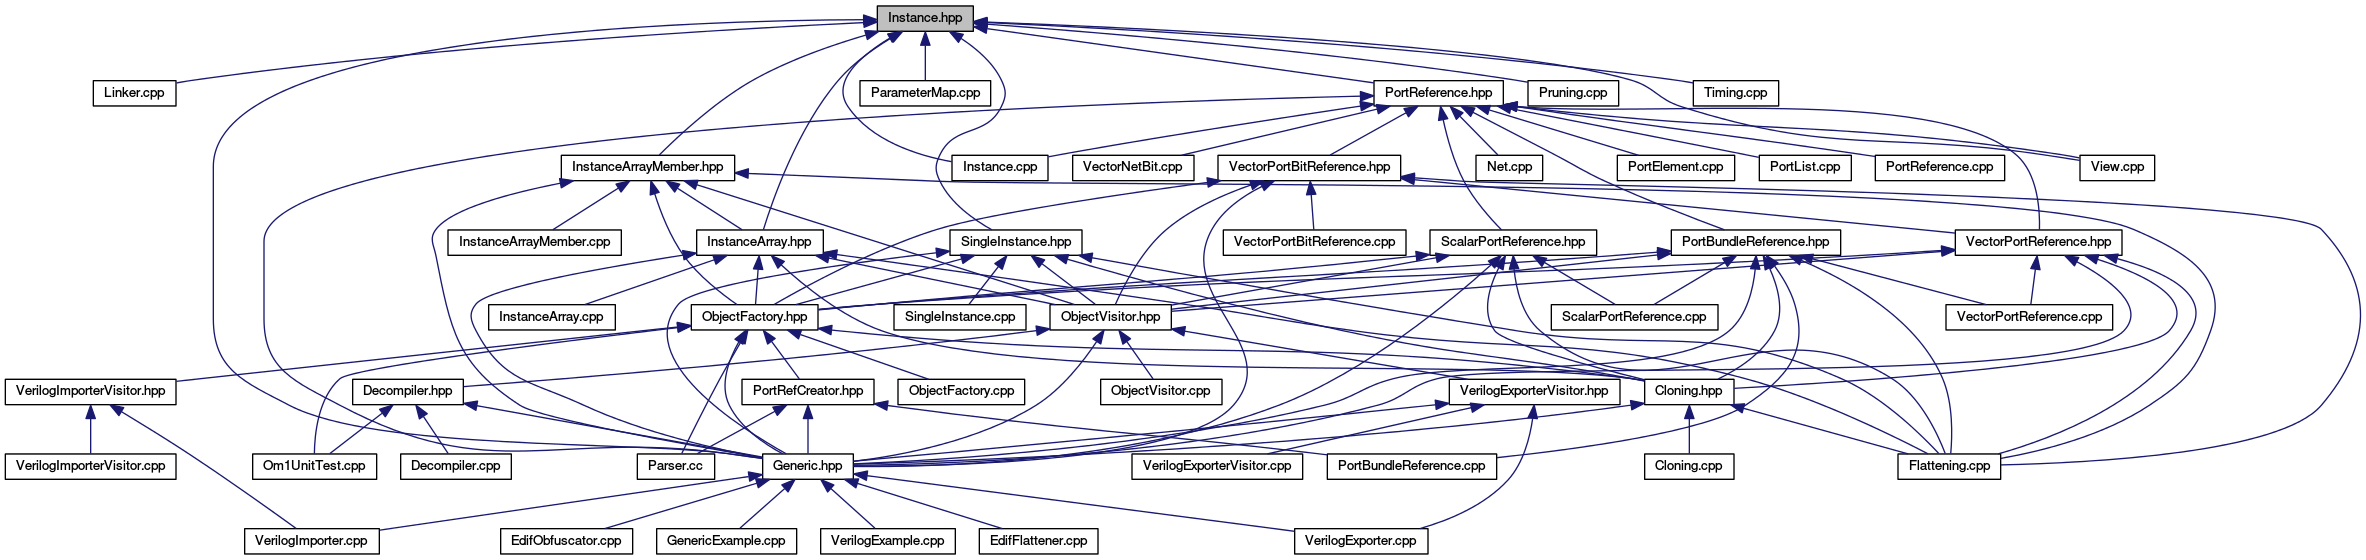 Instance.hpp
Linker.cpp
ParameterMap.cpp
PortReference.hpp
Pruning.cpp
Timing.cpp
InstanceArrayMember.hpp
Instance.cpp
VectorNetBit.cpp
VectorPortBitReference.hpp
Net.cpp
PortElement.cpp
PortList.cpp
PortReference.cpp
View.cpp
InstanceArrayMember.cpp
InstanceArray.hpp
SingleInstance.hpp
VectorPortBitReference.cpp
ScalarPortReference.hpp
PortBundleReference.hpp
VectorPortReference.hpp
InstanceArray.cpp
ObjectFactory.hpp
SingleInstance.cpp
ObjectVisitor.hpp
ScalarPortReference.cpp
VectorPortReference.cpp
VerilogImporterVisitor.hpp
Decompiler.hpp
PortRefCreator.hpp
ObjectFactory.cpp
ObjectVisitor.cpp
VerilogExporterVisitor.hpp
Cloning.hpp
VerilogImporterVisitor.cpp
Om1UnitTest.cpp
Decompiler.cpp
Parser.cc
Generic.hpp
PortBundleReference.cpp
VerilogExporterVisitor.cpp
Cloning.cpp
Flattening.cpp
VerilogImporter.cpp
EdifObfuscator.cpp
GenericExample.cpp
VerilogExample.cpp
EdifFlattener.cpp
VerilogExporter.cpp